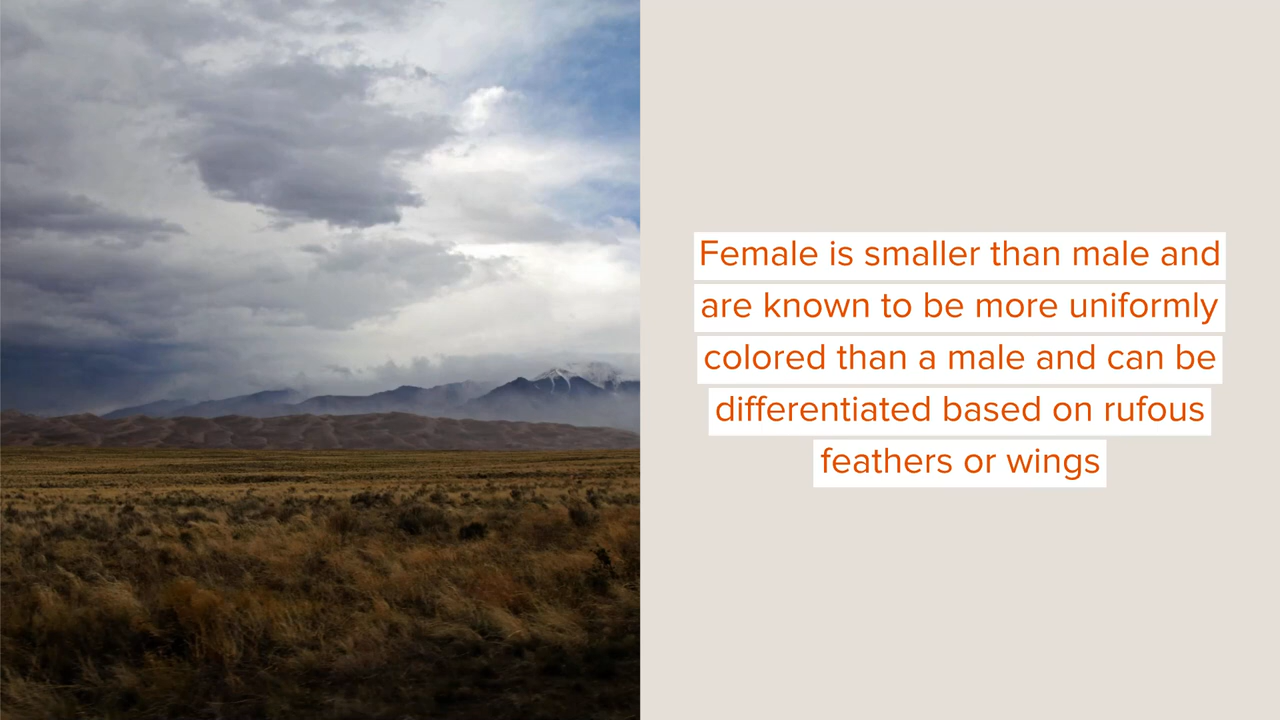 Female is smaller than male and
are known to be more uniformly
colored than a male and can be
differentiated based on rufous
feathers or wings